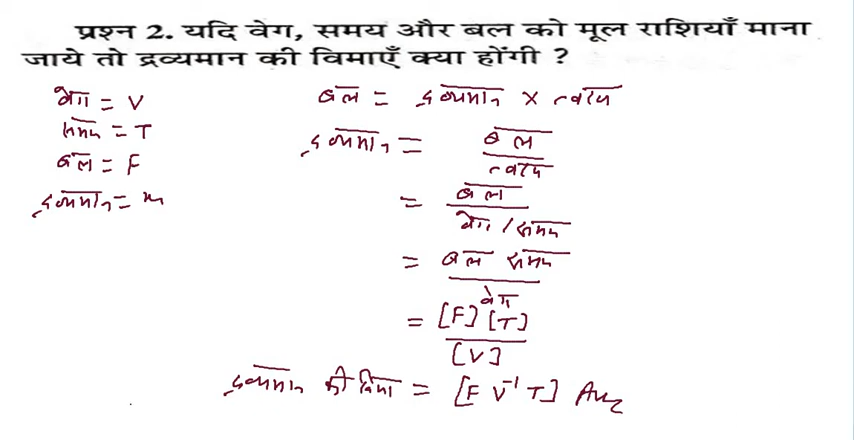 प्रश्न 2. यदि वेग, समय और बल को मूल राशियाँ माना
जाये तो द्रव्यमान की विमाएँ क्या होंगी ?
वेग = V
समय = T
बल = F
द्रव्यमान = m
बल = द्रव्यमान × त्वरण
द्रव्यमान = बल / त्वरण
= बल / वेग / समय
= बल समय / वेग
= [F] [T] / [V]
द्रव्यमान की विमा = [F V⁻¹ T] Ans